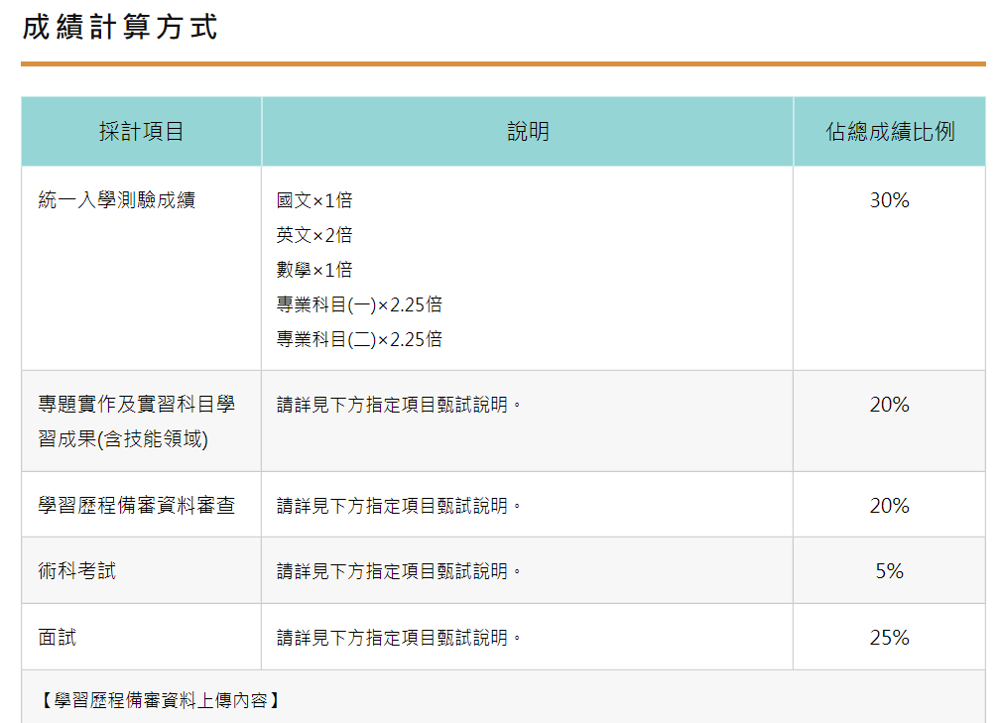 成績計算方式
採計項目 說明 佔總成績比例
統一入學測驗成績 國文×1倍 30%
英文×2倍
數學×1倍
專業科目(一)×2.25倍
專業科目(二)×2.25倍
專題實作及實習科目學 請詳見下方指定項目甄試說明。 20%
習成果(含技能領域)
學習歷程備審資料審查 請詳見下方指定項目甄試說明。 20%
術科考試 請詳見下方指定項目甄試說明。 5%
面試 請詳見下方指定項目甄試說明。 25%
【學習歷程備審資料上傳內容】